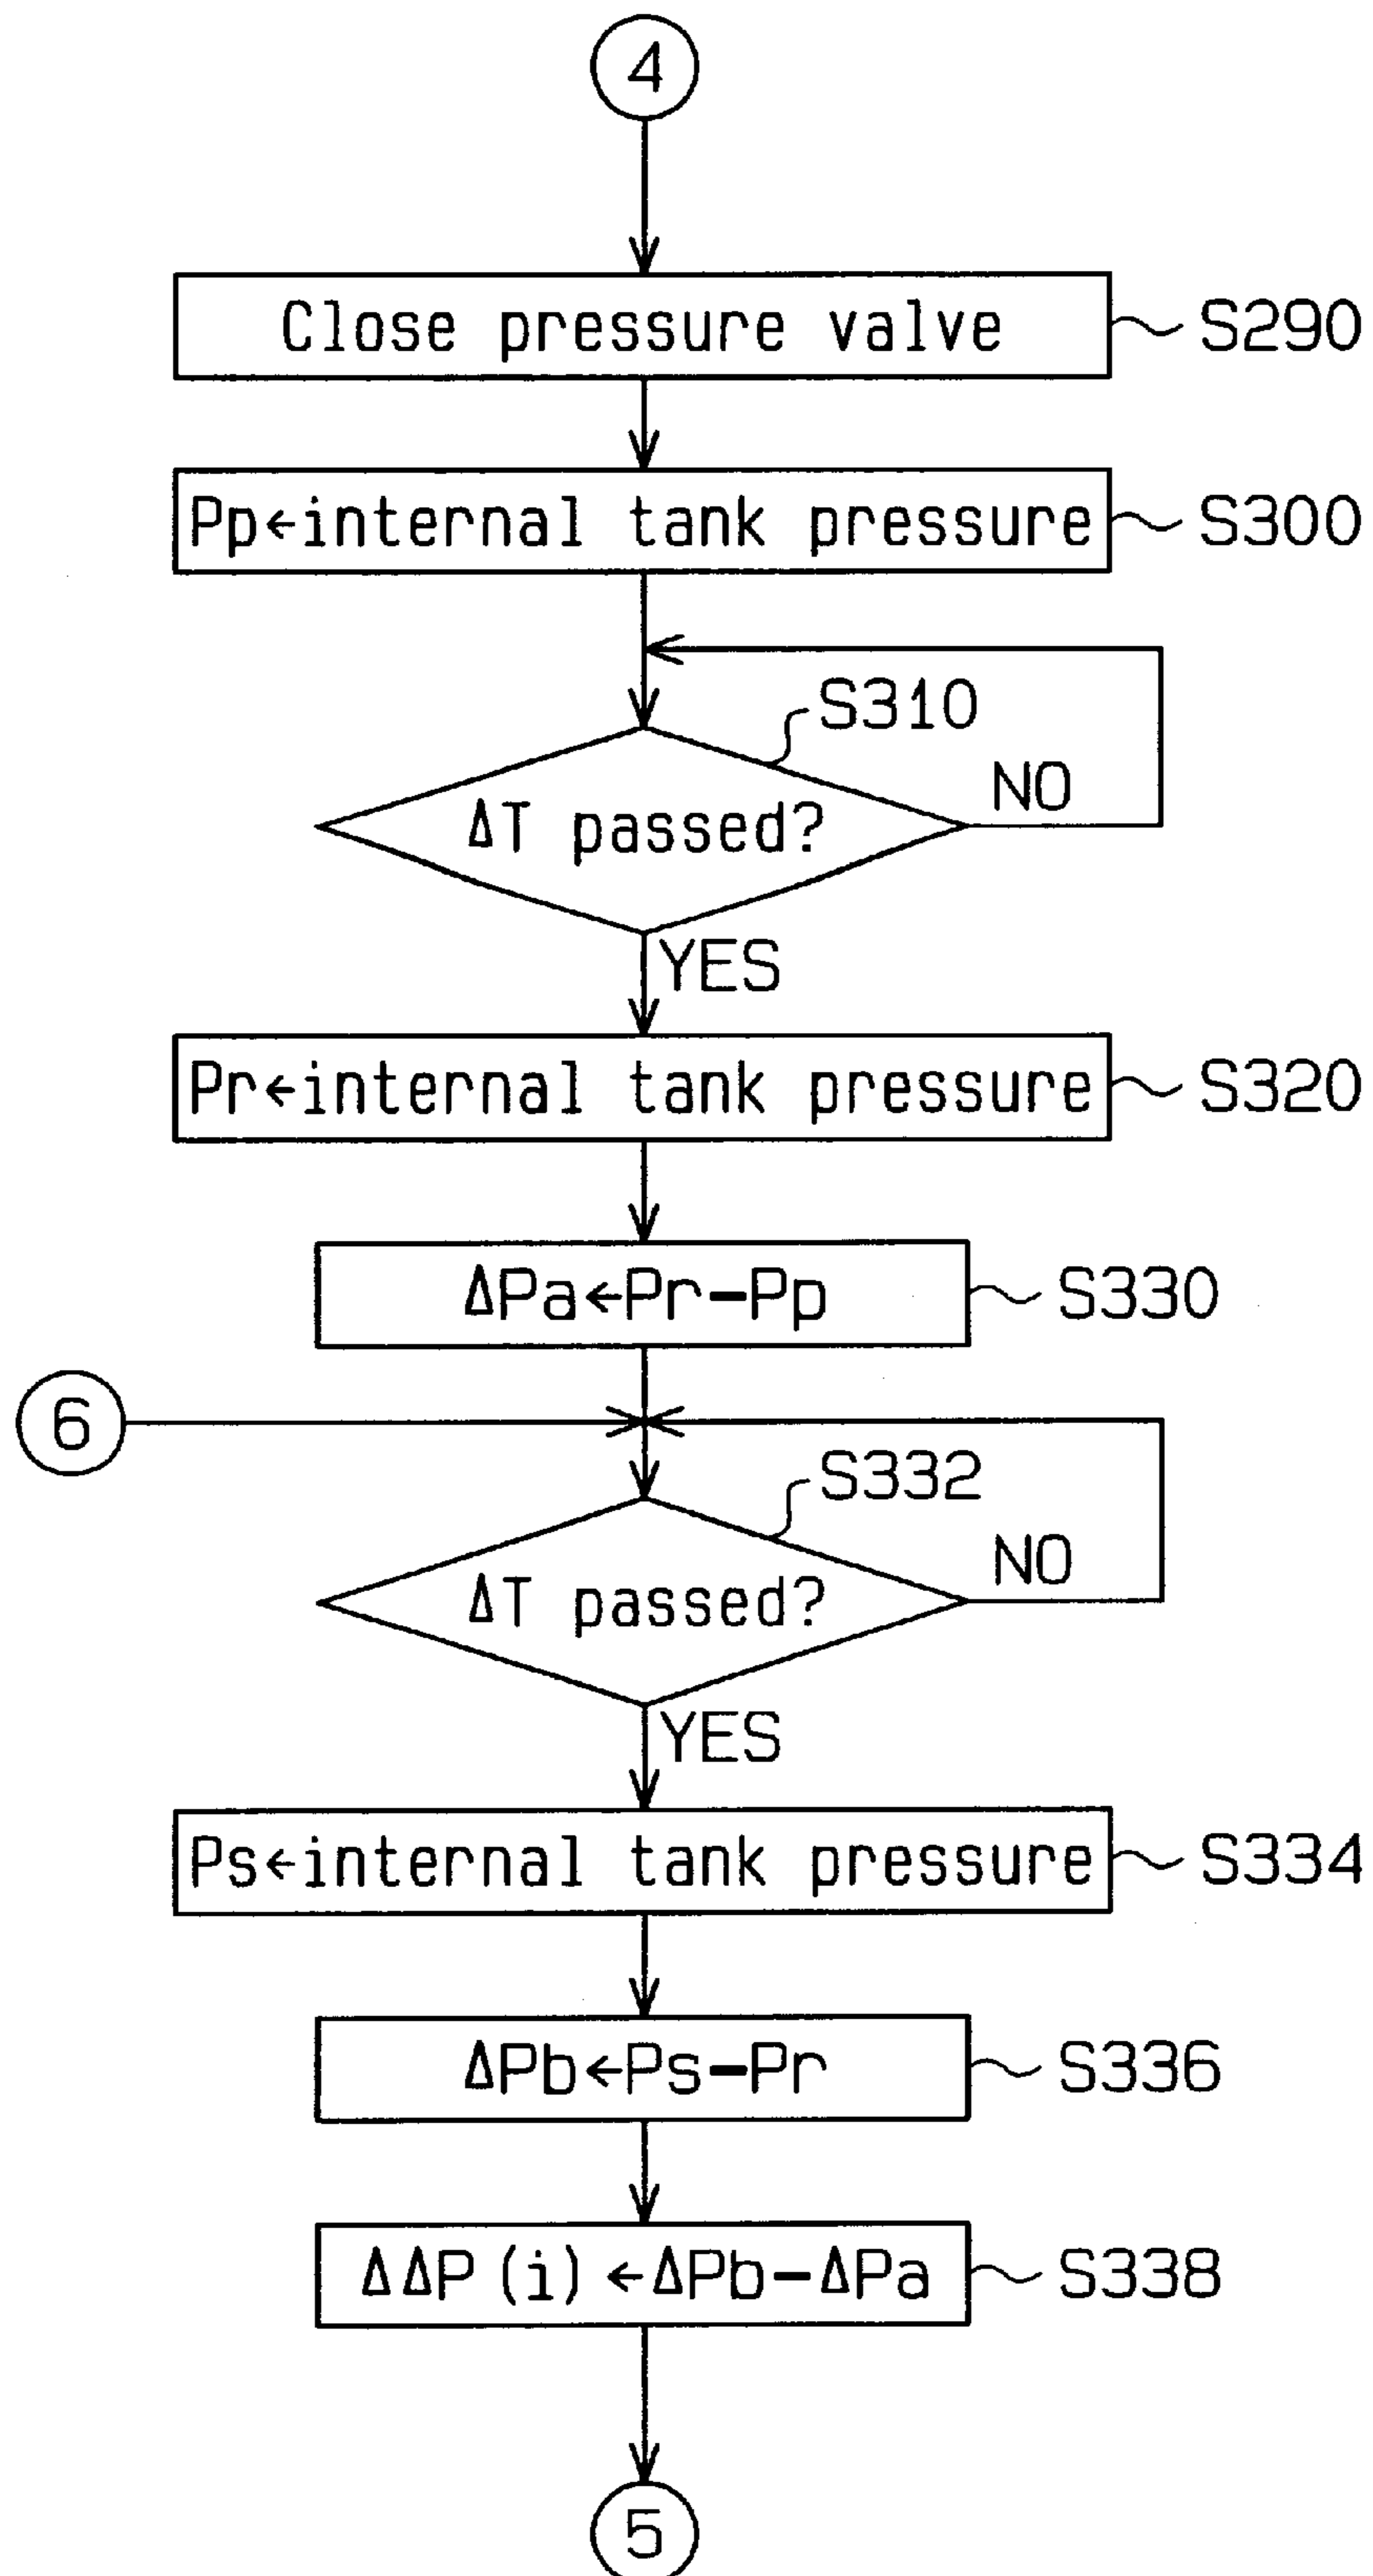 4
Close pressure valve
S290
Pp←internal tank pressure
S300
S310
ΔT passed?
NO
YES
Pr←internal tank pressure
S320
ΔPa←Pr-Pp
S330
6
S332
ΔT passed?
NO
YES
Ps←internal tank pressure
S334
ΔPb←Ps-Pr
S336
ΔΔP(i)←ΔPb-ΔPa
S338
5